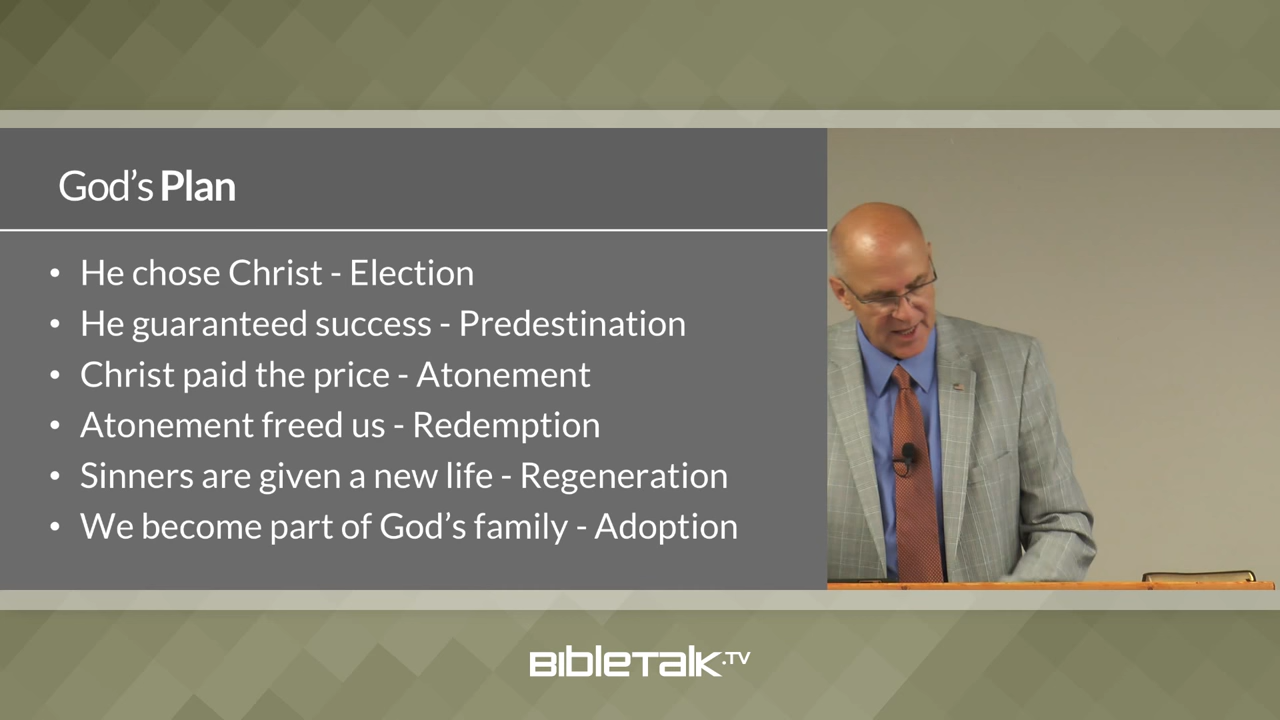 God’s Plan
• He chose Christ - Election
• He guaranteed success - Predestination
• Christ paid the price - Atonement
• Atonement freed us - Redemption
• Sinners are given a new life - Regeneration
• We become part of God’s family - Adoption
BibleTalk.TV